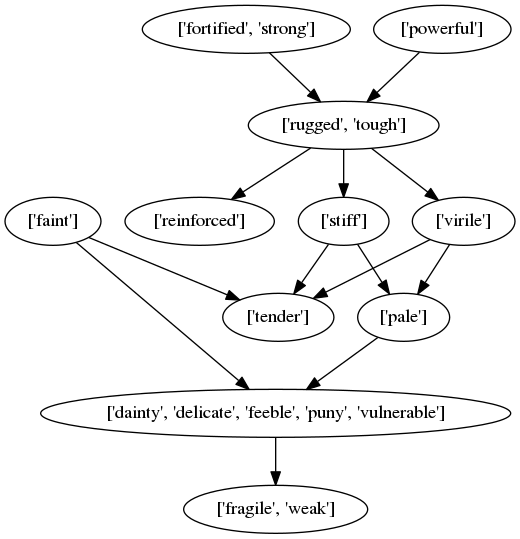 ['fortified', 'strong'] ['powerful']
['rugged', 'tough']
['faint'] ['reinforced'] ['stiff'] ['virile']
['tender'] ['pale']
['dainty', 'delicate', 'feeble', 'puny', 'vulnerable']
['fragile', 'weak']